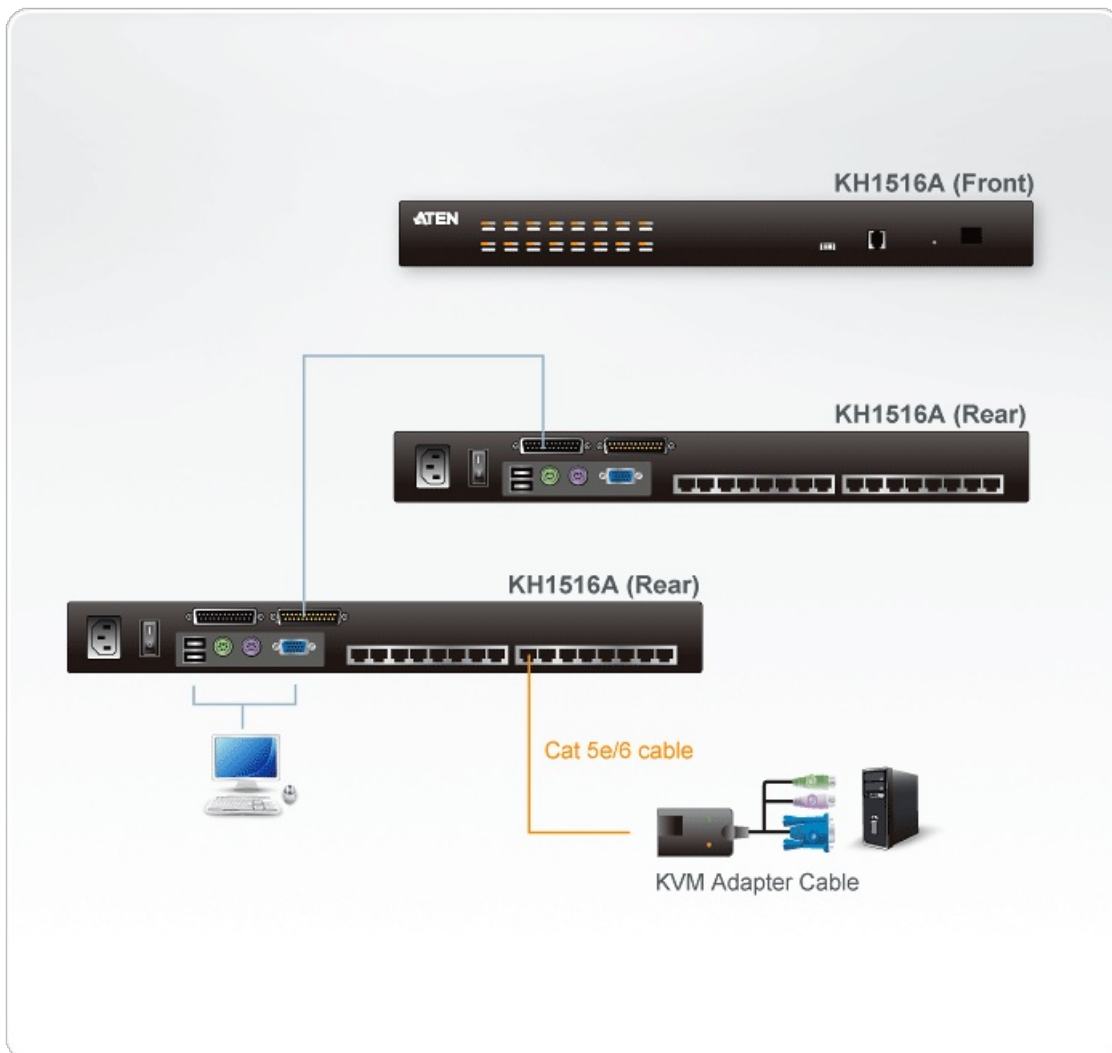 KH1516A (Front)
ATEN
KH1516A (Rear)
KH1516A (Rear)
Cat 5e/6 cable
KVM Adapter Cable